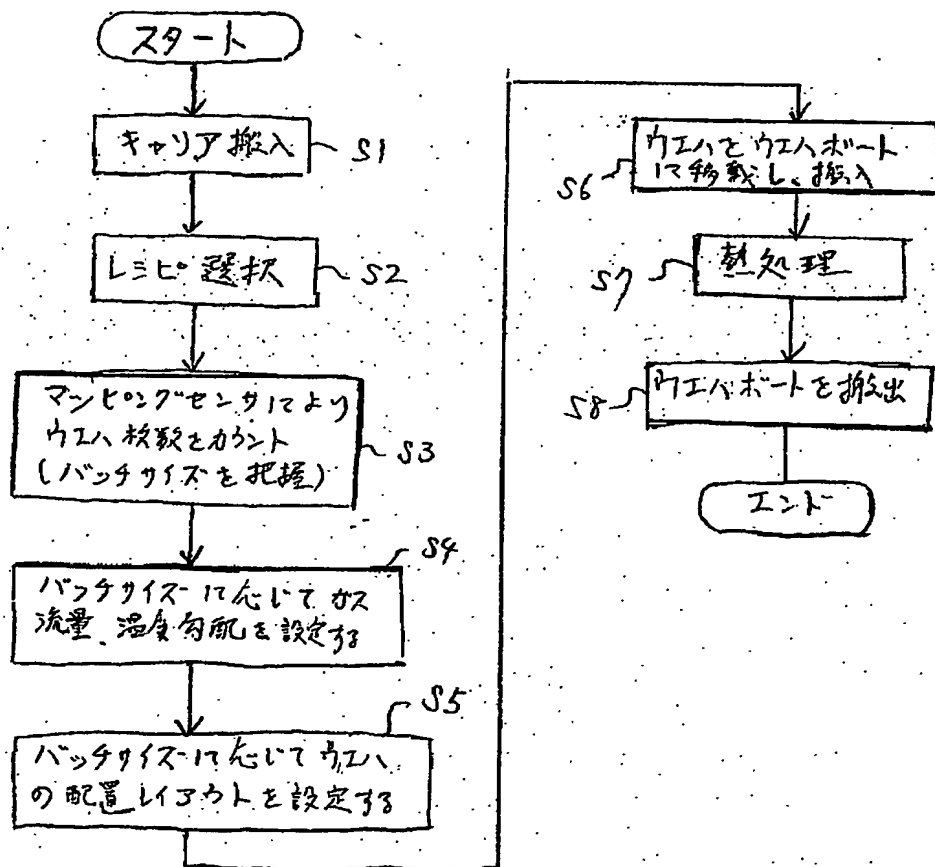 スタート
キャリア搬入
S1
レシピ選択
S2
マッピングセンサにより
ウエハ枚数をカウント
(バッチサイズを把握)
S3
S4
バッチサイズに応じてガス
流量、温度勾配を設定する
S5
バッチサイズに応じてウエハ
の配置レイアウトを設定する
ウエハをウエハボート
に移載し、搬入
S6
熱処理
S7
ウエハボートを搬出
S8
エンド